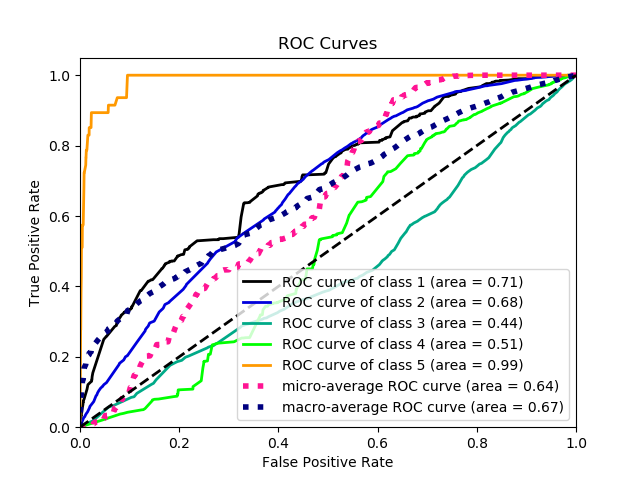 ROC Curves
True Positive Rate
1.0
0.8
0.6
0.4
0.2
0.0
ROC curve of class 1 (area = 0.71)
ROC curve of class 2 (area = 0.68)
ROC curve of class 3 (area = 0.44)
ROC curve of class 4 (area = 0.51)
ROC curve of class 5 (area = 0.99)
micro-average ROC curve (area = 0.64)
macro-average ROC curve (area = 0.67)
0.0 0.2 0.4 0.6 0.8 1.0
False Positive Rate